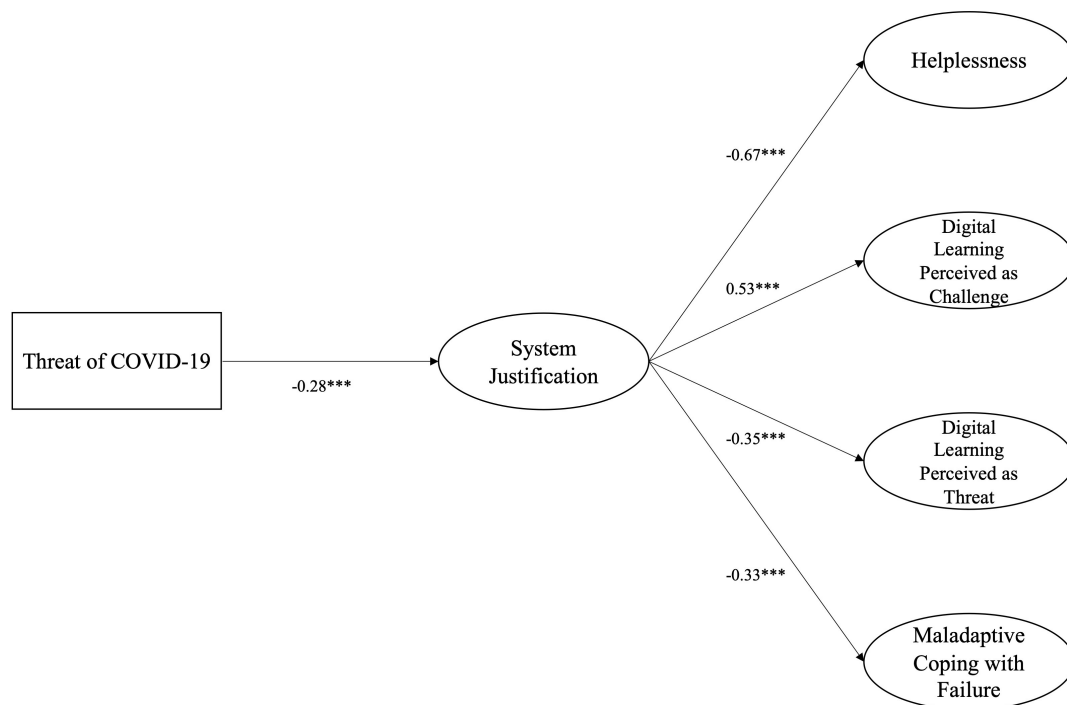 Helplessness
-0.67***
Digital
Learning
Perceived as
Challenge
0.53***
Threat of COVID-19
-0.28***
System
Justification
-0.35***
Digital
Learning
Perceived as
Threat
-0.33***
Maladaptive
Coping with
Failure